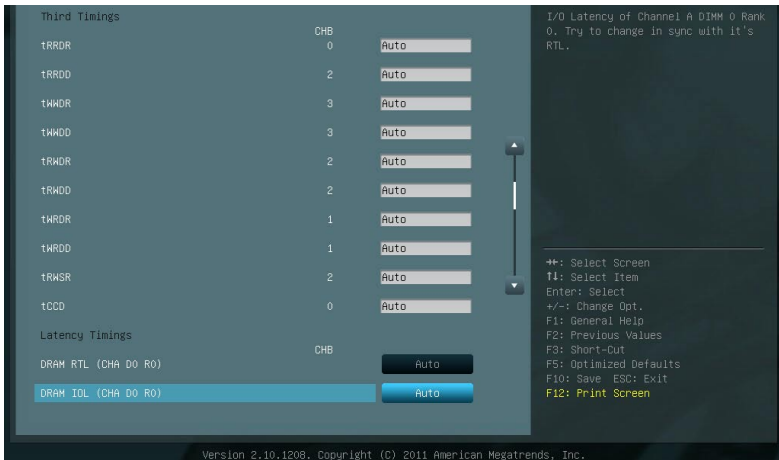 Third Timings
CHB
tRRDR 0 Auto
tRRDD 2 Auto
tWWDR 3 Auto
tWWDD 3 Auto
tRWDR 2 Auto
tRWDD 2 Auto
tWRDR 1 Auto
tWRDD 1 Auto
tRWSR 2 Auto
tCCD 0 Auto
Latency Timings
CHB
DRAM RTL (CHA D0 R0) Auto
DRAM IOL (CHA D0 R0) Auto
I/O Latency of Channel A DIMM 0 Rank
0. Try to change in sync with it's
RTL.
→←: Select Screen
↑↓: Select Item
Enter: Select
+/-: Change Opt.
F1: General Help
F2: Previous Values
F3: Short-Cut
F5: Optimized Defaults
F10: Save ESC: Exit
F12: Print Screen
Version 2.10.1208. Copyright (C) 2011 American Megatrends, Inc.